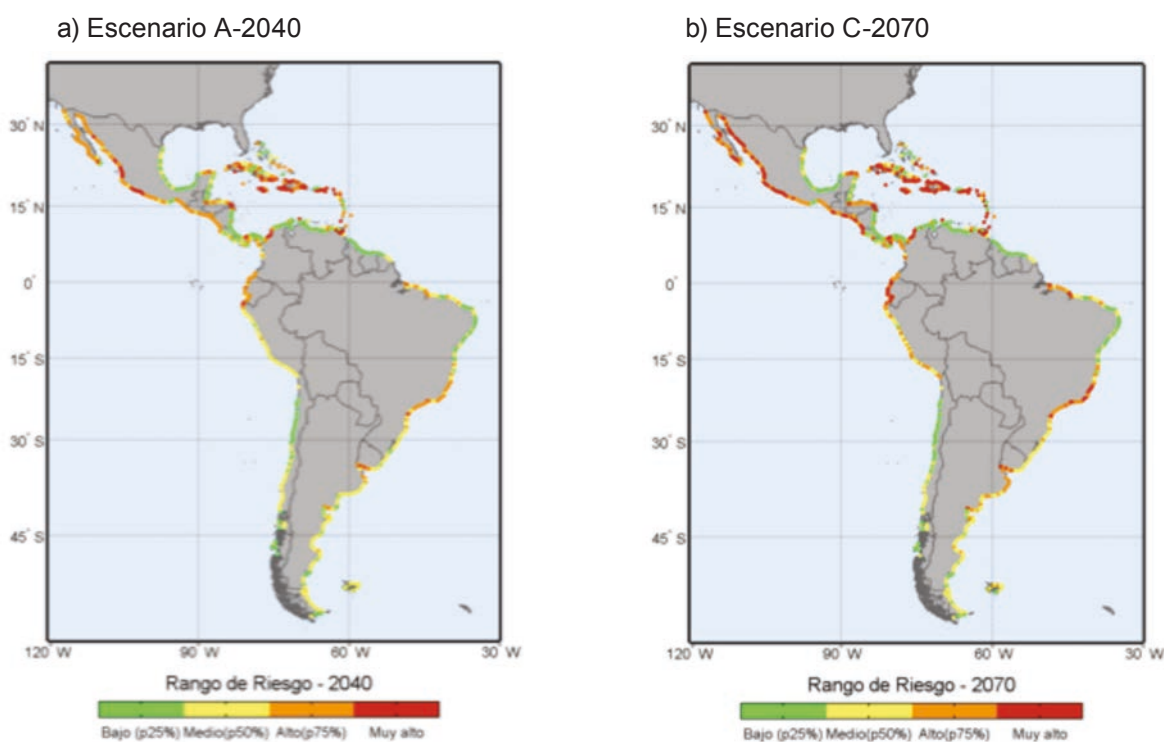 a) Escenario A-2040
b) Escenario C-2070
30° N
15° N
0°
15° S
30° S
45° S
120° W
90° W
60° W
30° W
Rango de Riesgo - 2040
Bajo (p25%) Medio(p50%) Alto(p75%) Muy alto
30° N
15° N
0°
15° S
30° S
45° S
120° W
90° W
60° W
30° W
Rango de Riesgo - 2070
Bajo (p25%) Medio(p50%) Alto(p75%) Muy alto